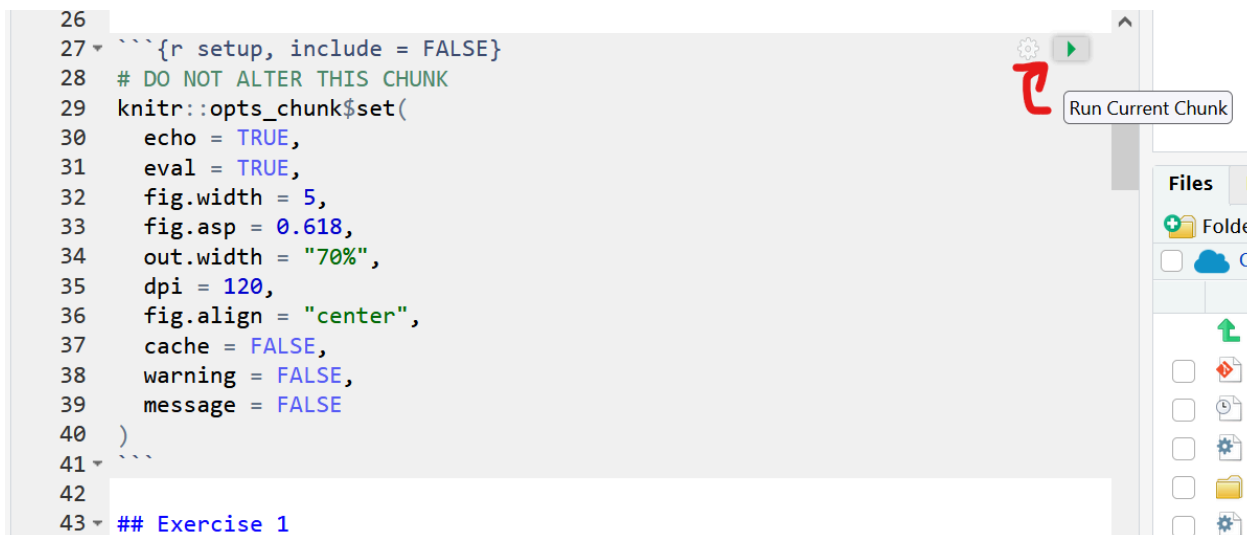 26
27 ```{r setup, include = FALSE}
28 # DO NOT ALTER THIS CHUNK
29 knitr::opts_chunk$set(
30   echo = TRUE,
31   eval = TRUE,
32   fig.width = 5,
33   fig.asp = 0.618,
34   out.width = "70%",
35   dpi = 120,
36   fig.align = "center",
37   cache = FALSE,
38   warning = FALSE,
39   message = FALSE
40 )
41 ```
42
43 ## Exercise 1
Run Current Chunk
Files
Folde
C